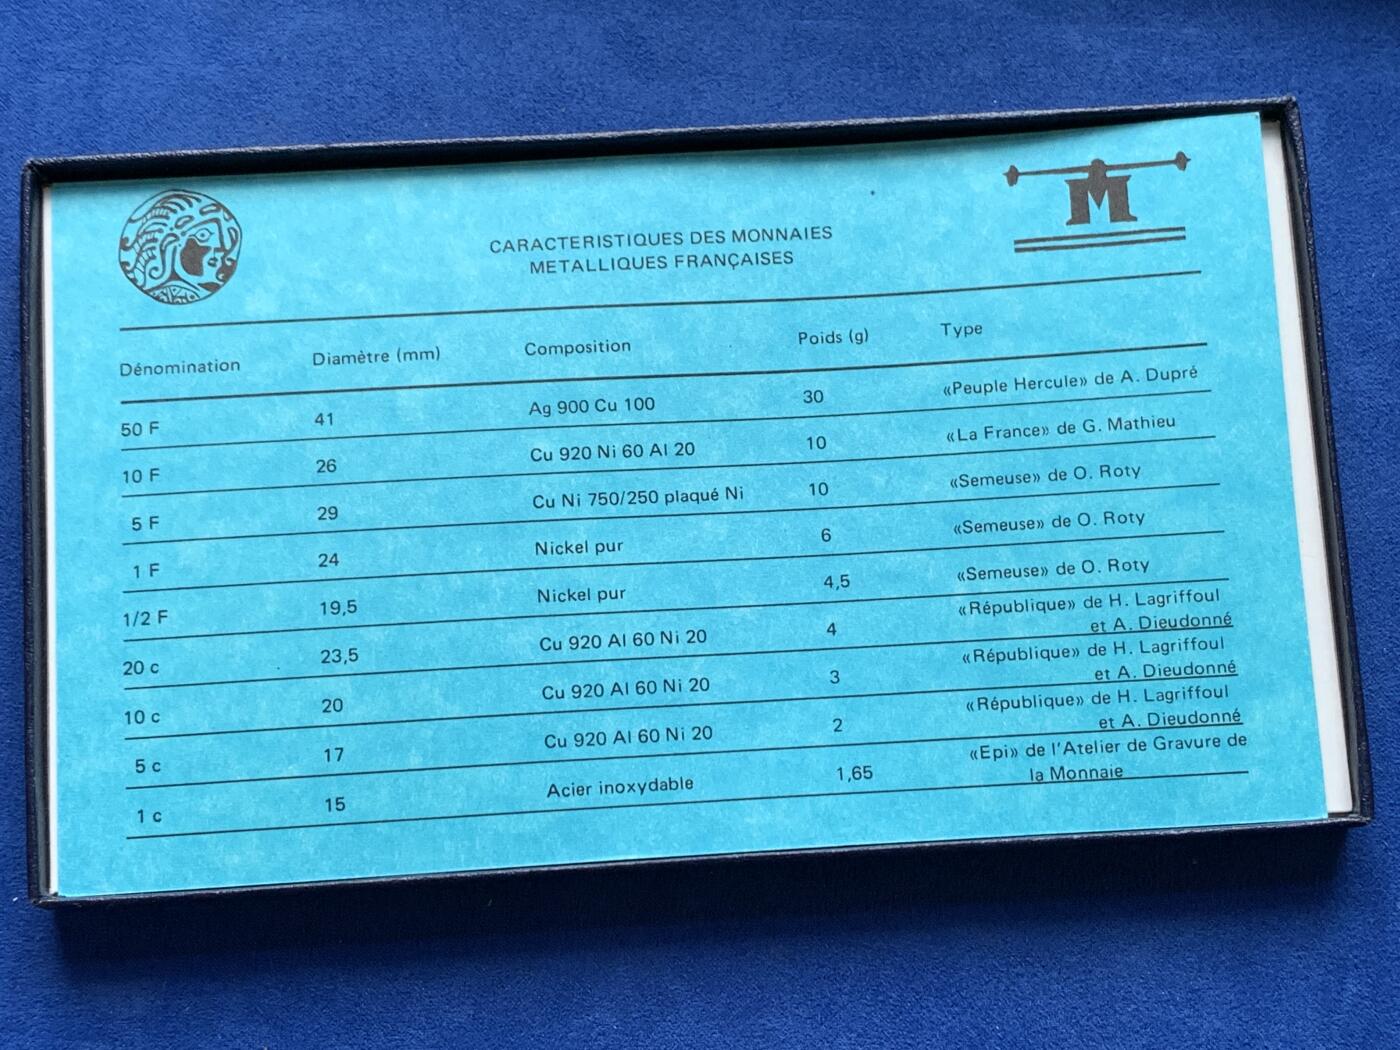 M
CARACTERISTIQUES DES MONNAIES
METALLIQUES FRANÇAISES
Dénomination Diamètre (mm) Composition Poids (g) Type
50 F 41 Ag 900 Cu 100 30 «Peuple Hercule» de A. Dupré
10 F 26 Cu 920 Ni 60 Al 20 10 «La France» de G. Mathieu
5 F 29 Cu Ni 750/250 plaqué Ni 10 «Semeuse» de O. Roty
1 F 24 Nickel pur 6 «Semeuse» de O. Roty
1/2 F 19,5 Nickel pur 4,5 «Semeuse» de O. Roty
20 c 23,5 Cu 920 Al 60 Ni 20 4 «République» de H. Lagriffoul
et A. Dieudonné
10 c 20 Cu 920 Al 60 Ni 20 3 «République» de H. Lagriffoul
et A. Dieudonné
5 c 17 Cu 920 Al 60 Ni 20 2 «République» de H. Lagriffoul
et A. Dieudonné
1 c 15 Acier inoxydable 1,65 «Epi» de l'Atelier de Gravure de
la Monnaie